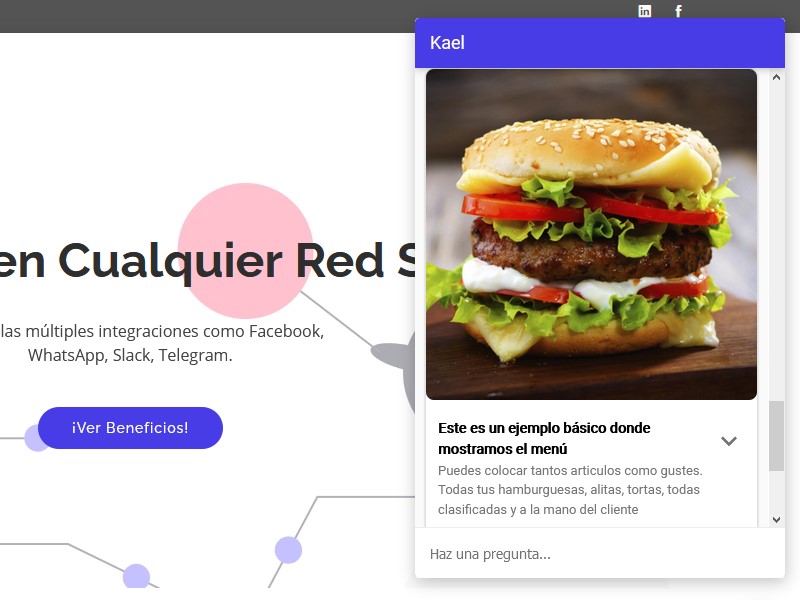 in f
Kael
en Cualquier Red S
las múltiples integraciones como Facebook,
WhatsApp, Slack, Telegram.
¡Ver Beneficios!
Este es un ejemplo básico donde
mostramos el menú
Puedes colocar tantos articulos como gustes.
Todas tus hamburguesas, alitas, tortas, todas
clasificadas y a la mano del cliente
Haz una pregunta...